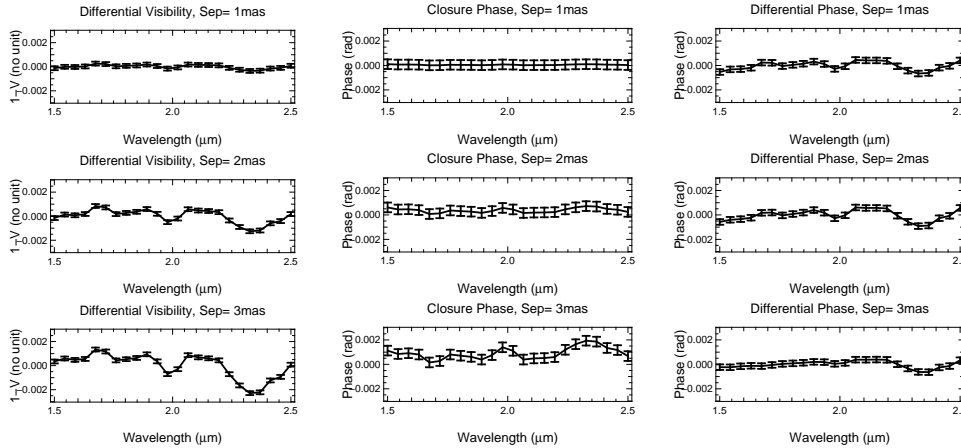 Differential Visibility, Sep= 1mas
Closure Phase, Sep= 1mas
Differential Phase, Sep= 1mas
1−V (no unit)
0.002
0.000
−0.002
Phase (rad)
0.002
0.000
−0.002
Phase (rad)
0.002
0.000
−0.002
1.5 2.0 2.5
1.5 2.0 2.5
1.5 2.0 2.5
Wavelength (μm)
Wavelength (μm)
Wavelength (μm)
Differential Visibility, Sep= 2mas
Closure Phase, Sep= 2mas
Differential Phase, Sep= 2mas
1−V (no unit)
0.002
0.000
−0.002
Phase (rad)
0.002
0.000
−0.002
Phase (rad)
0.002
0.000
−0.002
1.5 2.0 2.5
1.5 2.0 2.5
1.5 2.0 2.5
Wavelength (μm)
Wavelength (μm)
Wavelength (μm)
Differential Visibility, Sep= 3mas
Closure Phase, Sep= 3mas
Differential Phase, Sep= 3mas
1−V (no unit)
0.002
0.000
−0.002
Phase (rad)
0.002
0.000
−0.002
Phase (rad)
0.002
0.000
−0.002
1.5 2.0 2.5
1.5 2.0 2.5
1.5 2.0 2.5
Wavelength (μm)
Wavelength (μm)
Wavelength (μm)